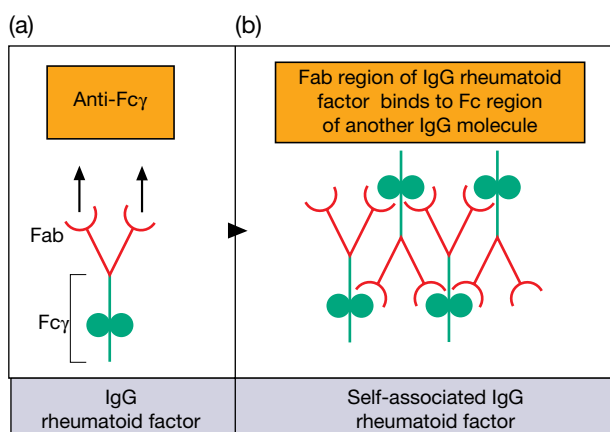 (a)
Anti-Fcγ
Fab
Fcγ
IgG
rheumatoid factor
(b)
Fab region of IgG rheumatoid
factor binds to Fc region
of another IgG molecule
Self-associated IgG
rheumatoid factor